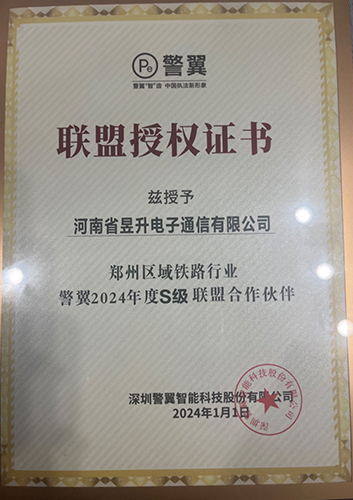 Pe 警翼
警翼"智"造 中国执法新形象
联盟授权证书
兹授予
河南省昱升电子通信有限公司
郑州区域铁路行业
警翼2024年度S级 联盟合作伙伴
深圳警翼智能科技股份有限公司
2024年1月1日